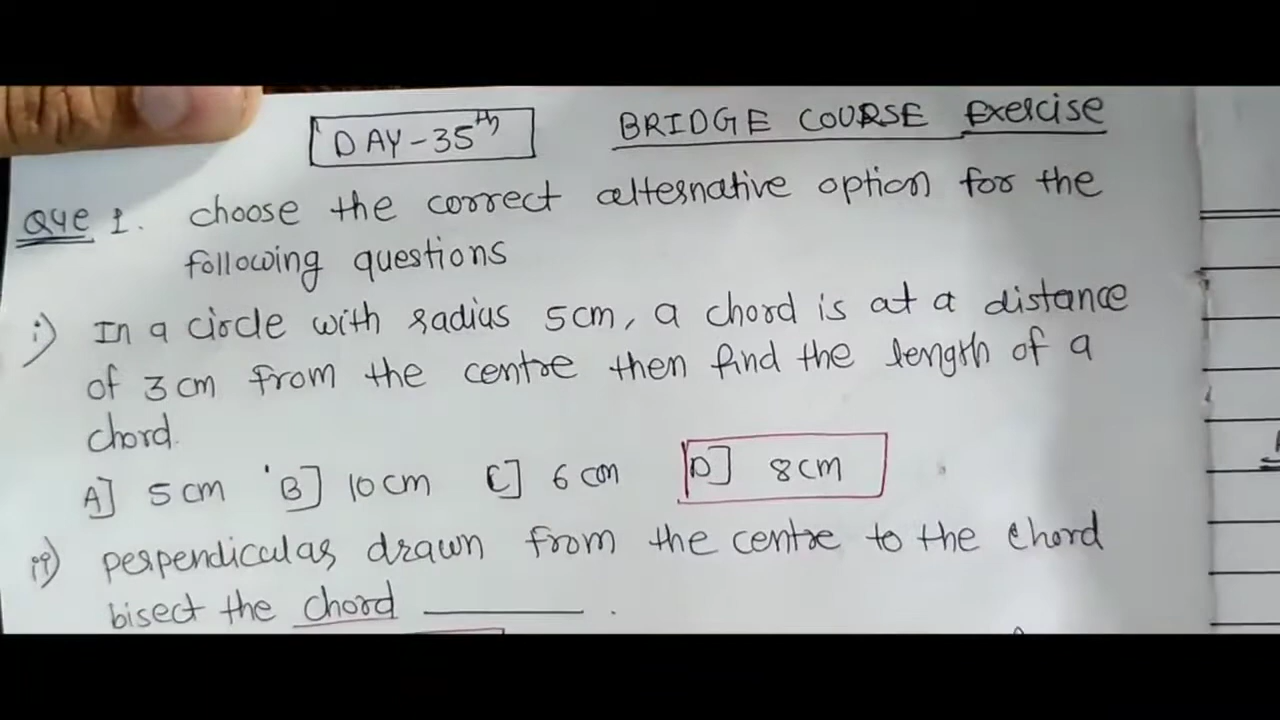 DAY-35th
BRIDGE COURSE Exercise
Que 1. choose the correct alternative option for the
following questions
i) In a circle with radius 5cm, a chord is at a distance
of 3cm from the centre then find the length of a
chord.
A] 5cm B] 10cm C] 6cm D] 8cm
ii) perpendicular drawn from the centre to the chord
bisect the chord ________ .